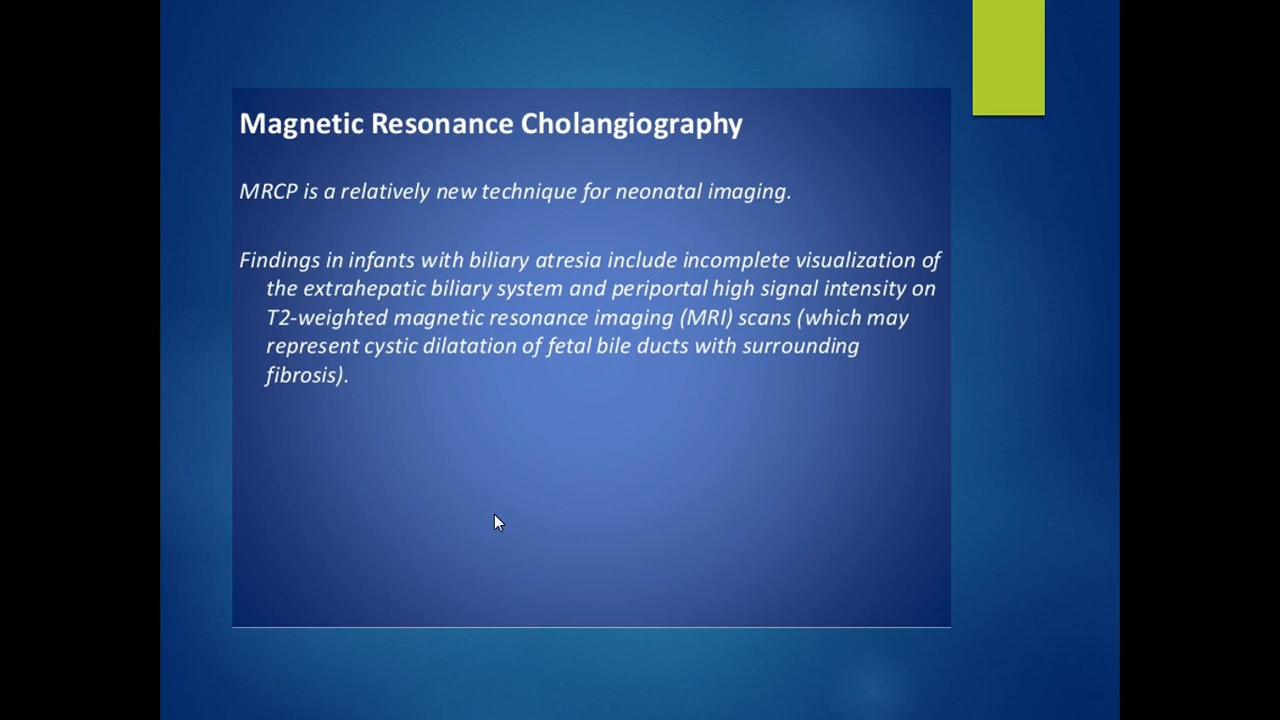 Magnetic Resonance Cholangiography
MRCP is a relatively new technique for neonatal imaging.
Findings in infants with biliary atresia include incomplete visualization of
the extrahepatic biliary system and periportal high signal intensity on
T2-weighted magnetic resonance imaging (MRI) scans (which may
represent cystic dilatation of fetal bile ducts with surrounding
fibrosis).